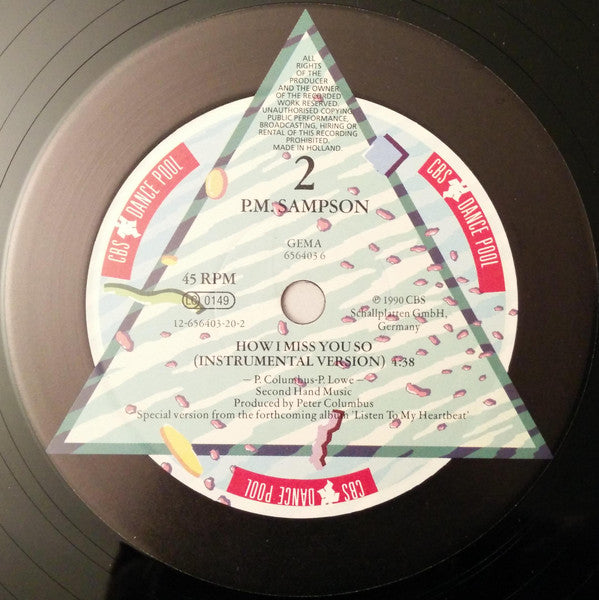 ALL
RIGHTS
OF THE
PRODUCER
AND THE OWNER
OF THE RECORDED
WORK RESERVED.
UNAUTHORISED COPYING,
PUBLIC PERFORMANCE,
BROADCASTING, HIRING OR
RENTAL OF THIS RECORDING
PROHIBITED.
MADE IN HOLLAND.
CBS DANCE POOL
CBS DANCE POOL
2
P.M. SAMPSON
GEMA
656403 6
45 RPM
LC 0149
12-656403-20-2
℗ 1990 CBS
Schallplatten GmbH,
Germany
HOW I MISS YOU SO
(INSTRUMENTAL VERSION) 4:38
— P. Columbus-P. Lowe —
Second Hand Music
Produced by Peter Columbus
Special version from the forthcoming album 'Listen To My Heartbeat'
CBS DANCE POOL